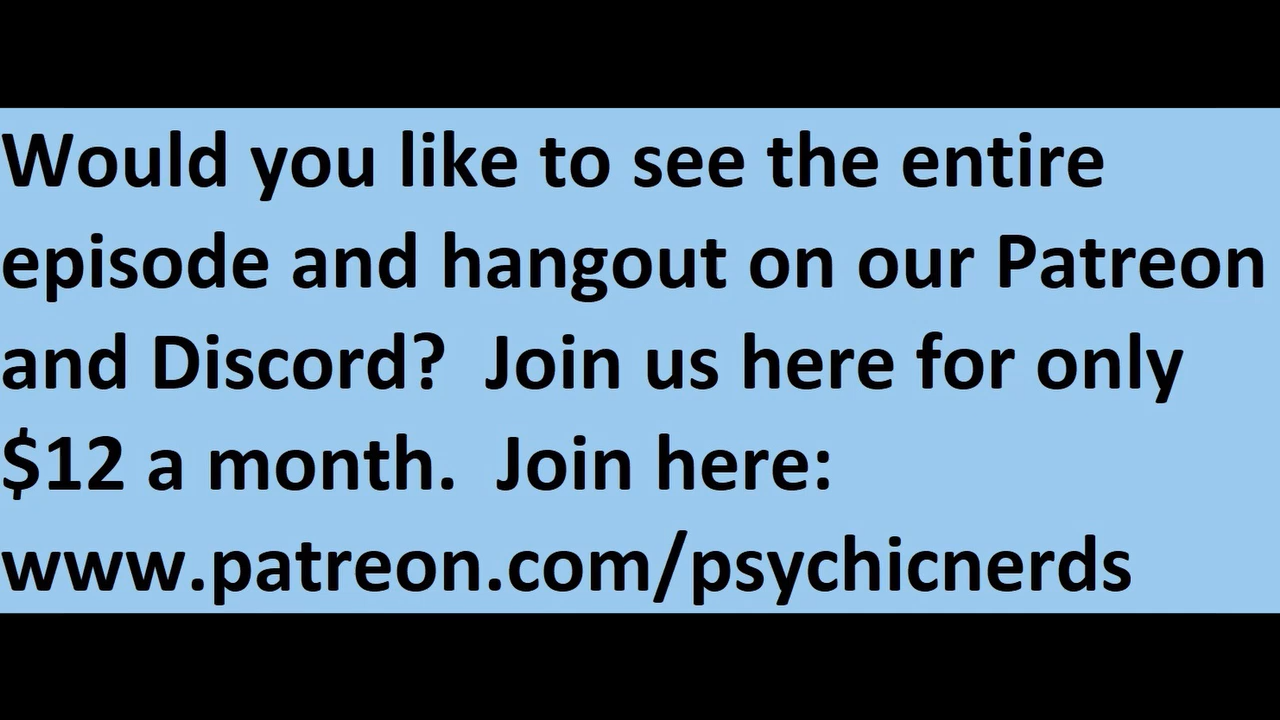 Would you like to see the entire
episode and hangout on our Patreon
and Discord?  Join us here for only
$12 a month.  Join here:
www.patreon.com/psychicnerds